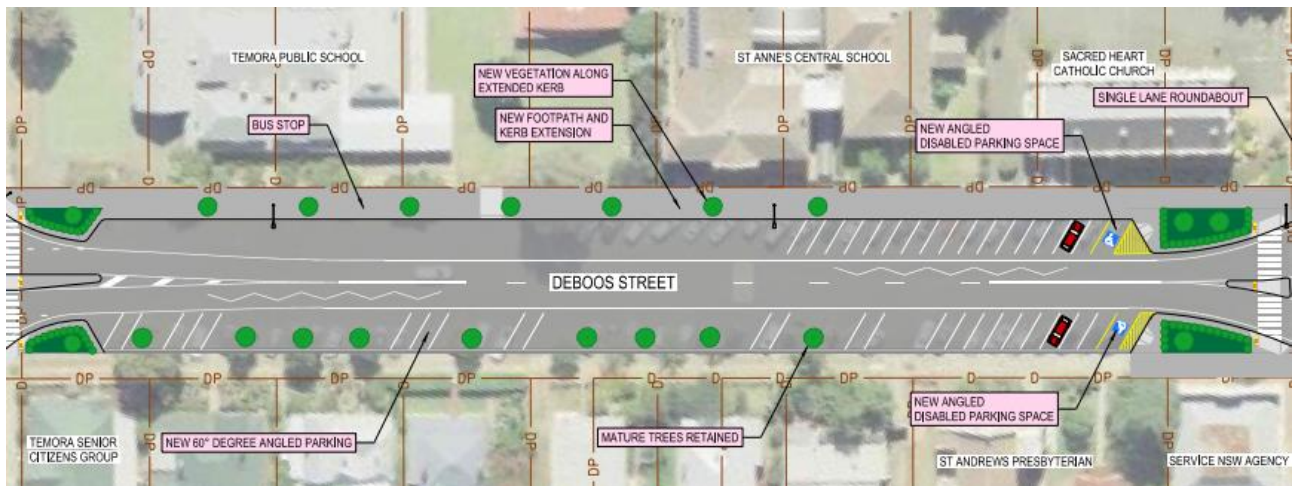 TEMORA PUBLIC SCHOOL
ST ANNE'S CENTRAL SCHOOL
SACRED HEART
CATHOLIC CHURCH
NEW VEGETATION ALONG
EXTENDED KERB
SINGLE LANE ROUNDABOUT
BUS STOP
NEW FOOTPATH AND
KERB EXTENSION
NEW ANGLED
DISABLED PARKING SPACE
DEBOOS STREET
NEW ANGLED
DISABLED PARKING SPACE
TEMORA SENIOR
CITIZENS GROUP
NEW 60° DEGREE ANGLED PARKING
MATURE TREES RETAINED
ST ANDREWS PRESBYTERIAN
SERVICE NSW AGENCY